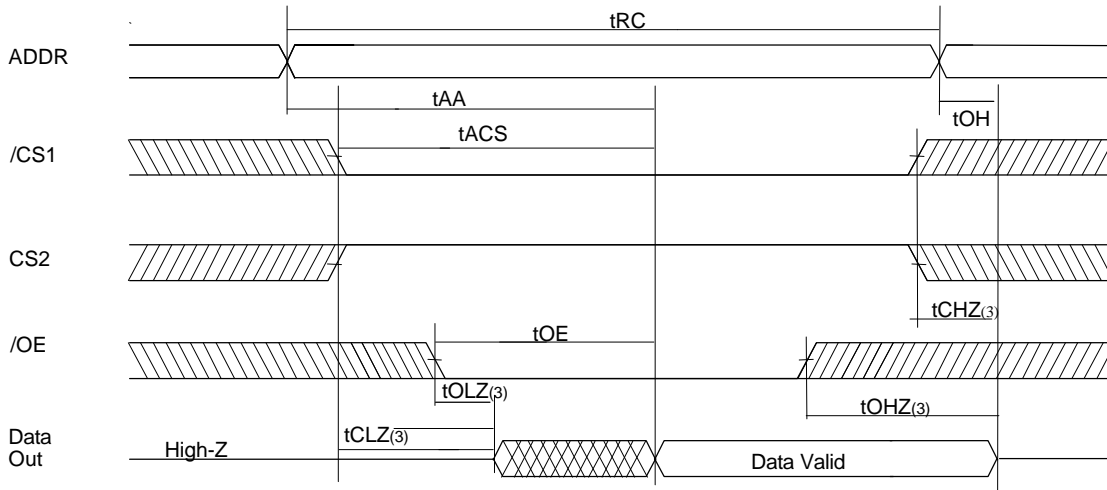 tRC
ADDR
tAA
tOH
tACS
/CS1
CS2
tCHZ(3)
tOE
/OE
tOLZ(3)
tOHZ(3)
tCLZ(3)
Data
Out
High-Z
Data Valid